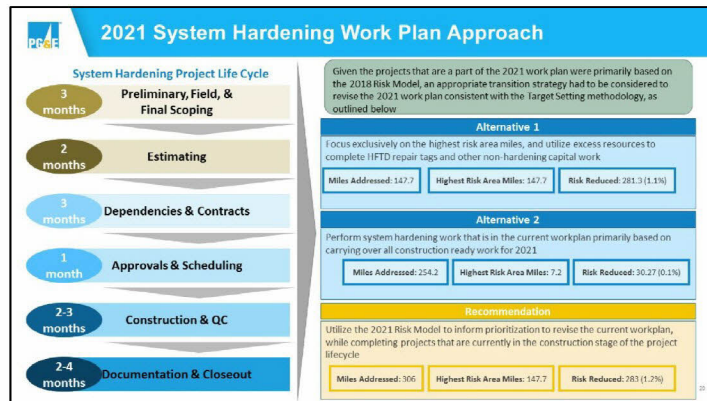 PG&E
2021 System Hardening Work Plan Approach
System Hardening Project Life Cycle
3
months
Preliminary, Field, &
Final Scoping
2
months
Estimating
3
months
Dependencies & Contracts
1
month
Approvals & Scheduling
2-3
months
Construction & QC
2-4
months
Documentation & Closeout
Given the projects that are a part of the 2021 work plan were primarily based on
the 2018 Risk Model, an appropriate transition strategy had to be considered to
revise the 2021 work plan consistent with the Target Setting methodology, as
outlined below
Alternative 1
Focus exclusively on the highest risk area miles, and utilize excess resources to
complete HFTD repair tags and other non-hardening capital work
Miles Addressed: 147.7
Highest Risk Area Miles: 147.7
Risk Reduced: 281.3 (1.1%)
Alternative 2
Perform system hardening work that is in the current workplan primarily based on
carrying over all construction ready work for 2021
Miles Addressed: 254.2
Highest Risk Area Miles: 7.2
Risk Reduced: 30.27 (0.1%)
Recommendation
Utilize the 2021 Risk Model to inform prioritization to revise the current workplan,
while completing projects that are currently in the construction stage of the project
lifecycle
Miles Addressed: 306
Highest Risk Area Miles: 147.7
Risk Reduced: 283 (1.2%)